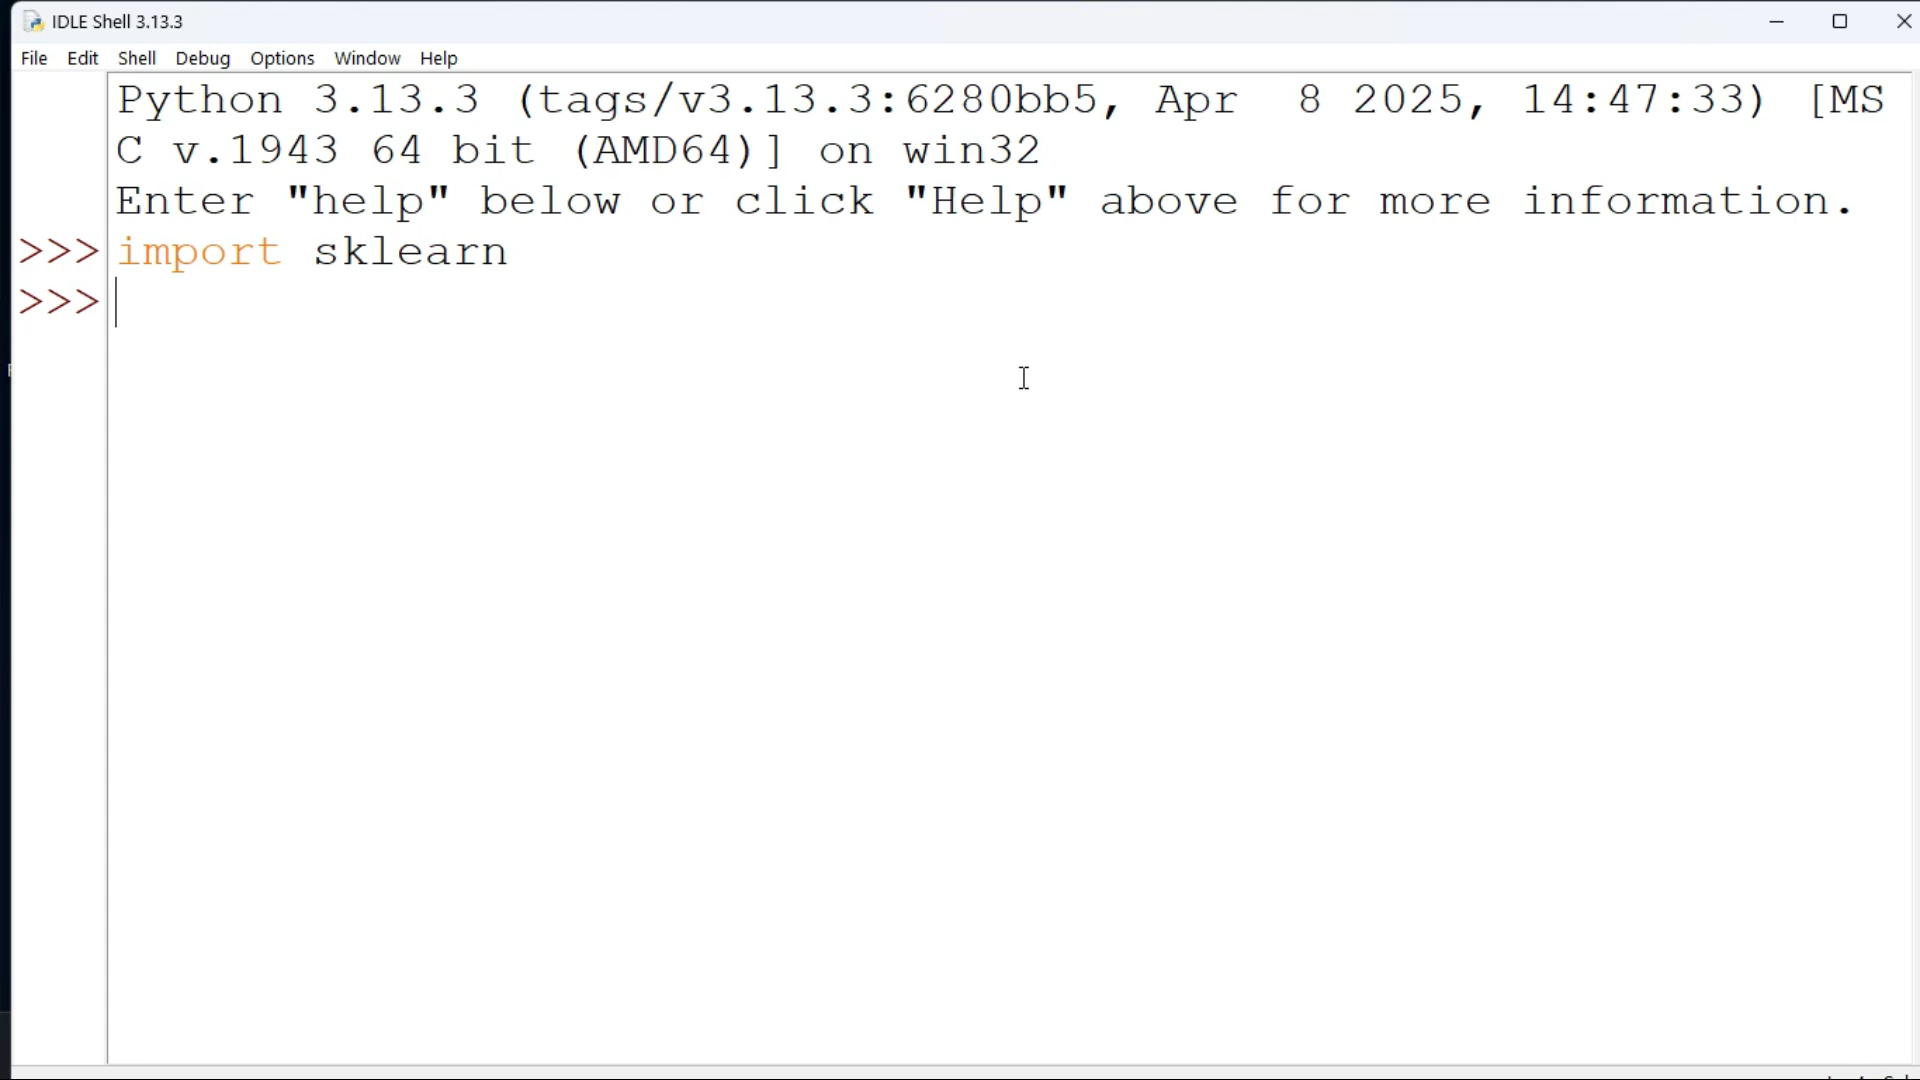 IDLE Shell 3.13.3
File Edit Shell Debug Options Window Help
Python 3.13.3 (tags/v3.13.3:6280bb5, Apr  8 2025, 14:47:33) [MS
C v.1943 64 bit (AMD64)] on win32
Enter "help" below or click "Help" above for more information.
>>> import sklearn
>>>